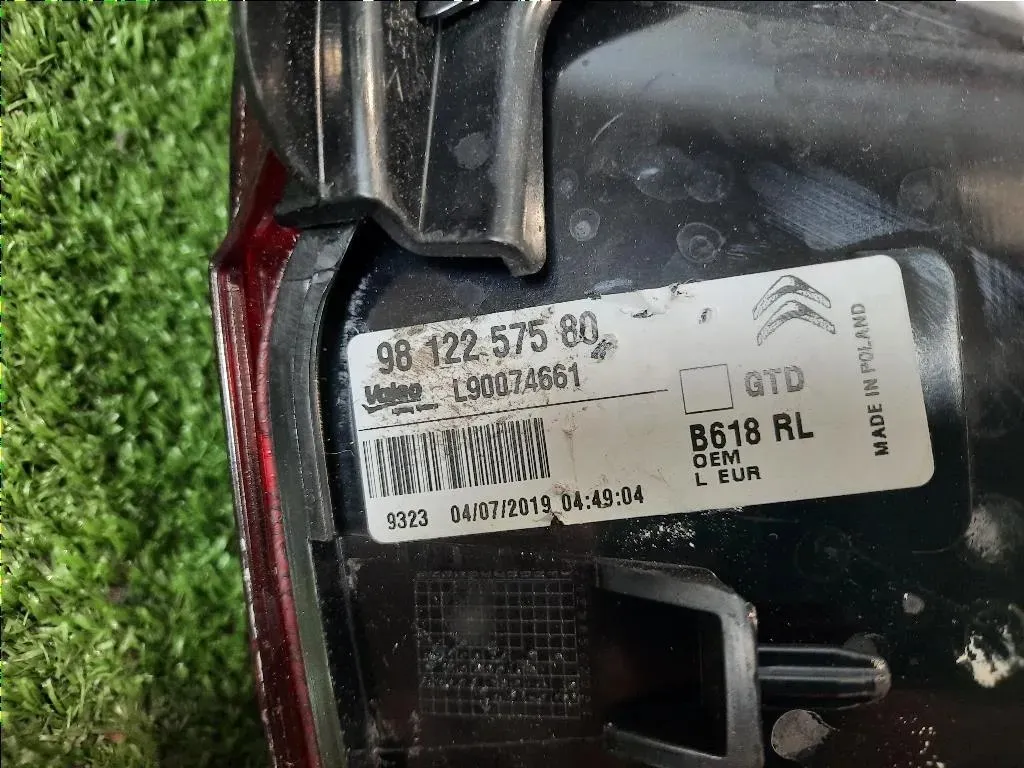 98 122 575 80
Valeo L90074661
GTD
B618 RL
OEM
L EUR
9323 04/07/2019 04:49:04
MADE IN POLAND